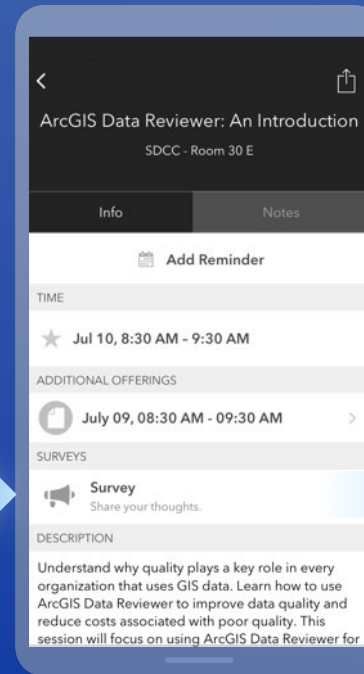 ArcGIS Data Reviewer: An Introduction
SDCC - Room 30 E
Info
Notes
Add Reminder
TIME
Jul 10, 8:30 AM - 9:30 AM
ADDITIONAL OFFERINGS
July 09, 08:30 AM - 09:30 AM
SURVEYS
Survey
Share your thoughts.
DESCRIPTION
Understand why quality plays a key role in every
organization that uses GIS data. Learn how to use
ArcGIS Data Reviewer to improve data quality and
reduce costs associated with poor quality. This
session will focus on using ArcGIS Data Reviewer for